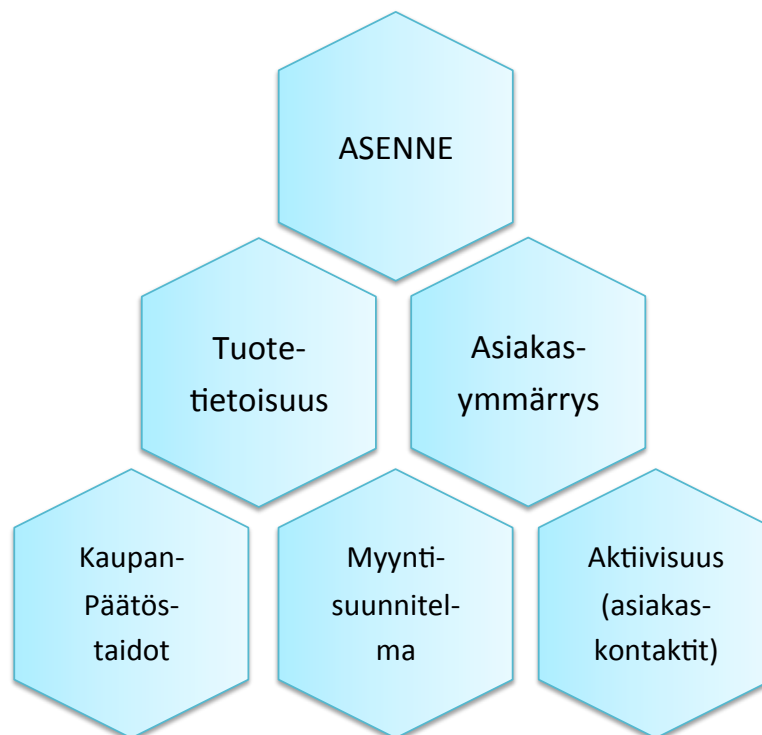 ASENNE
Tuote-
tietoisuus
Asiakas-
ymmärrys
Kaupan-
Päätös-
taidot
Myynti-
suunnitel-
ma
Aktiivisuus
(asiakas-
kontaktit)